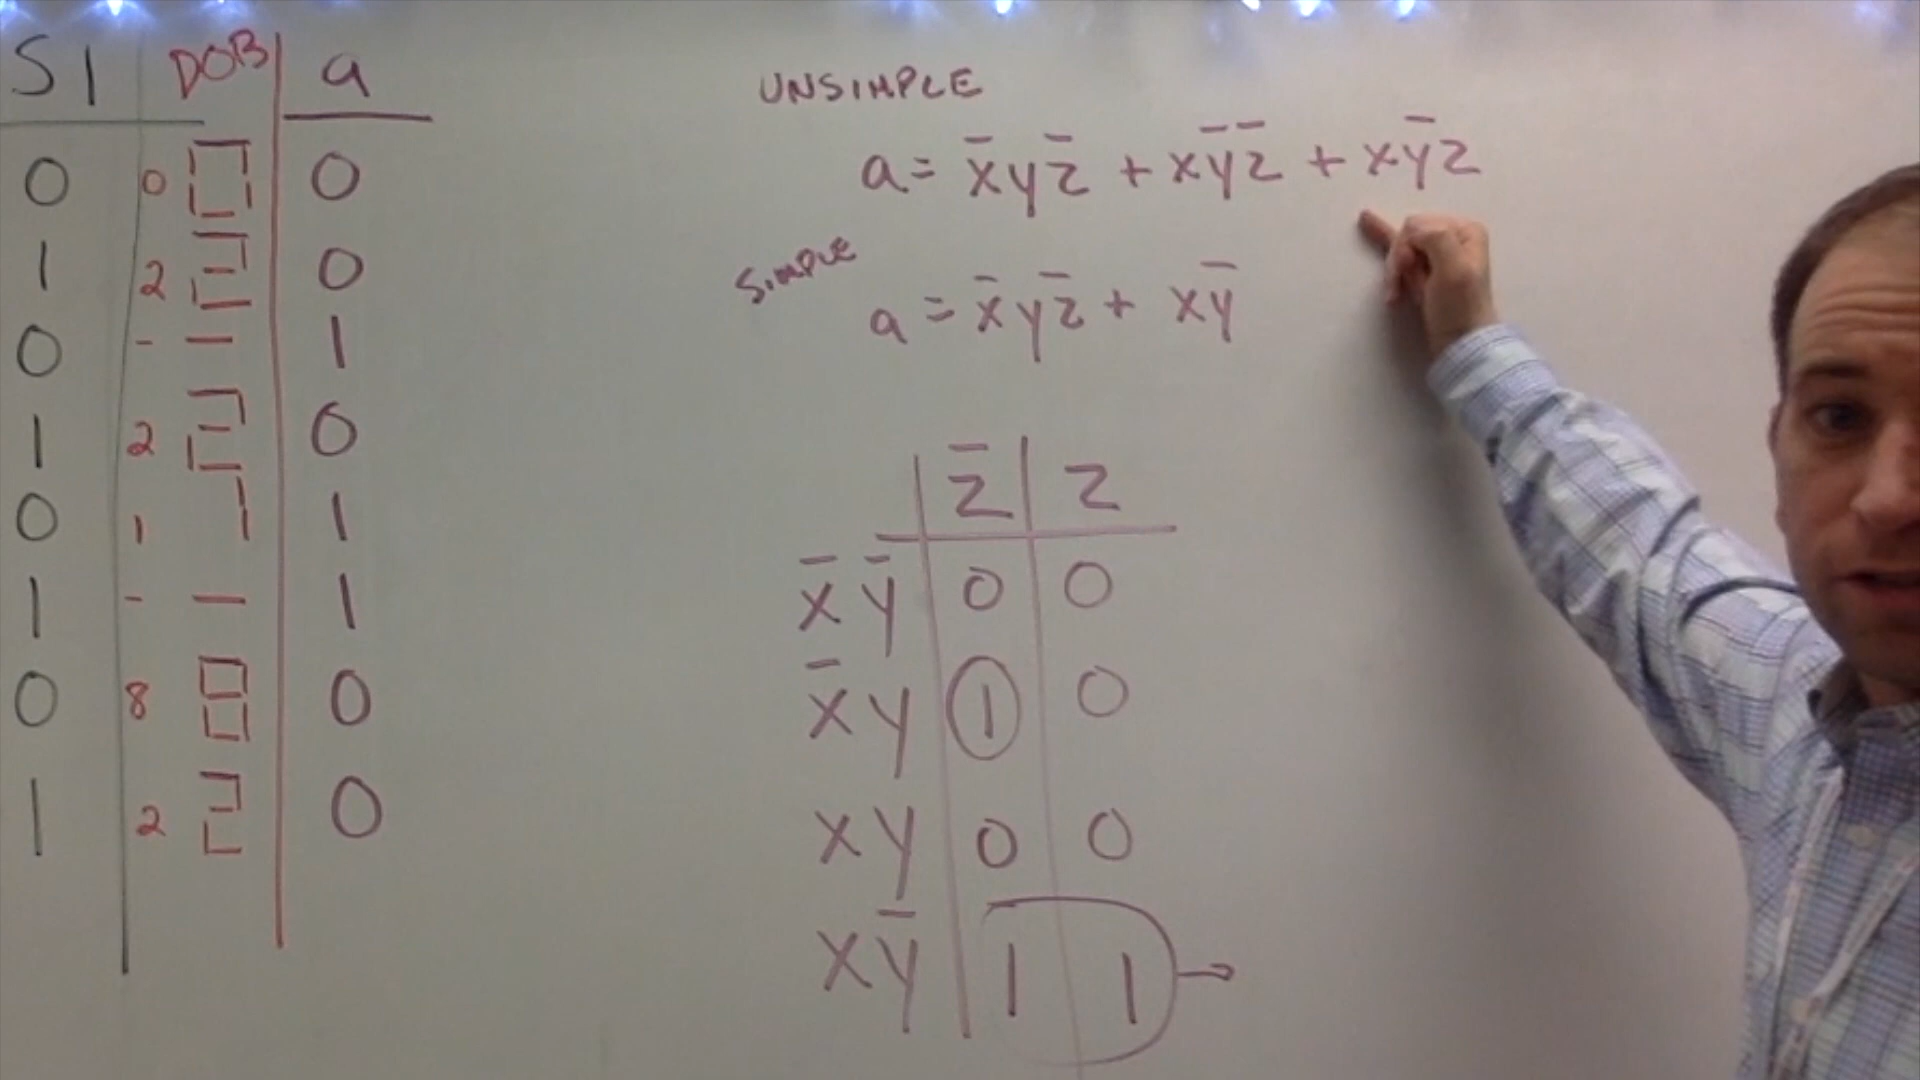 S1 DOB a
0 0 0
1 2 0
0 - 1
1 2 0
0 1 1
1 - 1
0 8 0
1 2 0
UNSIMPLE
a = x̄yz̄ + xȳz̄ + xȳz
SIMPLE
a = x̄yz̄ + xȳ
z̄ z
x̄ȳ 0 0
x̄y 1 0
xy 0 0
xȳ 1 1